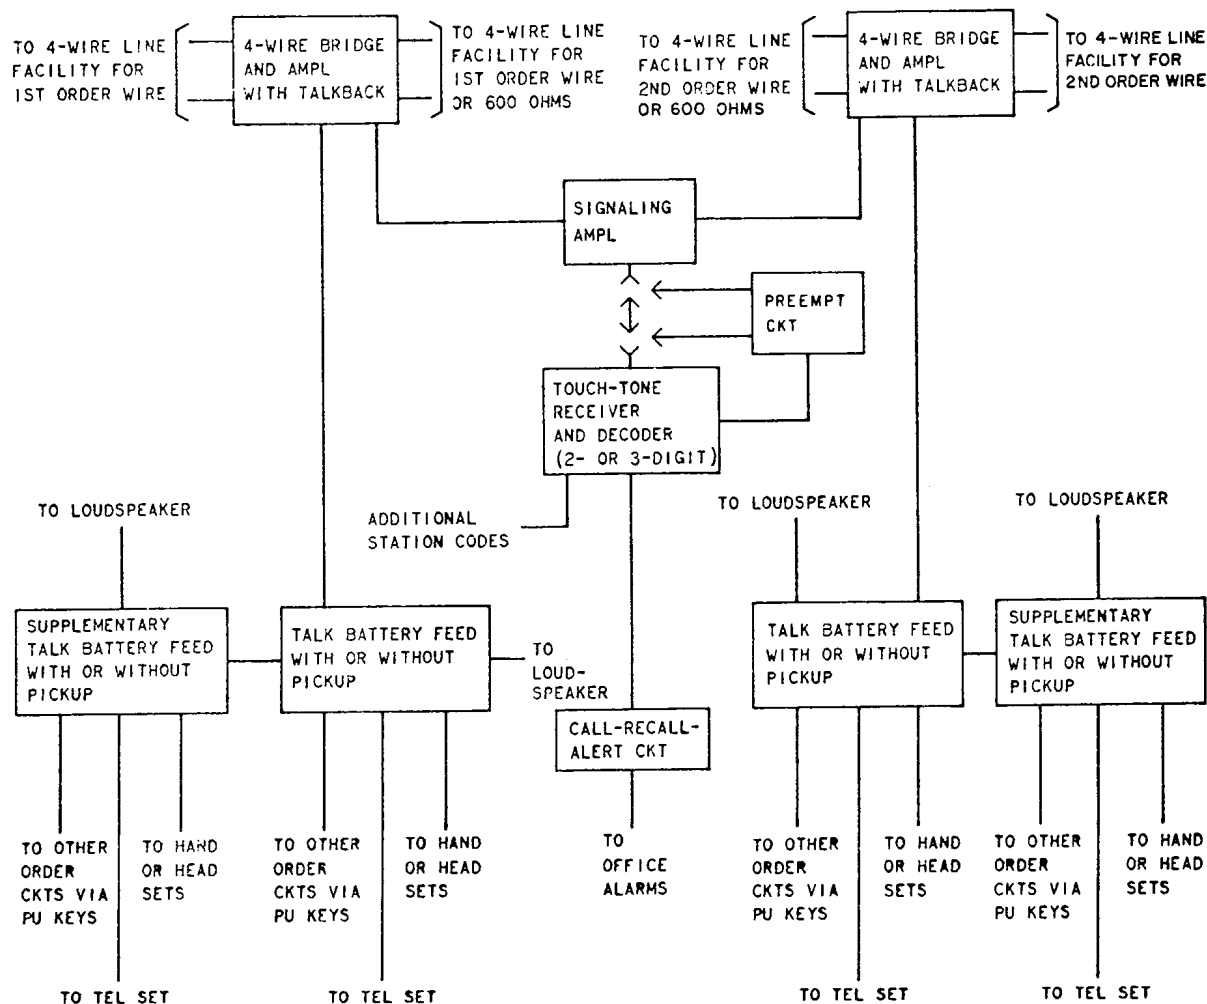 TO 4-WIRE LINE
FACILITY FOR
1ST ORDER WIRE
4-WIRE BRIDGE
AND AMPL
WITH TALKBACK
TO 4-WIRE LINE
FACILITY FOR
1ST ORDER WIRE
OR 600 OHMS
TO 4-WIRE LINE
FACILITY FOR
2ND ORDER WIRE
OR 600 OHMS
4-WIRE BRIDGE
AND AMPL
WITH TALKBACK
TO 4-WIRE LINE
FACILITY FOR
2ND ORDER WIRE
SIGNALING
AMPL
PREEMPT
CKT
TOUCH-TONE
RECEIVER
AND DECODER
(2- OR 3-DIGIT)
ADDITIONAL
STATION CODES
TO LOUDSPEAKER
TO LOUDSPEAKER
TO LOUDSPEAKER
SUPPLEMENTARY
TALK BATTERY FEED
WITH OR WITHOUT
PICKUP
TALK BATTERY FEED
WITH OR WITHOUT
PICKUP
TO
LOUD-
SPEAKER
CALL-RECALL-
ALERT CKT
TALK BATTERY FEED
WITH OR WITHOUT
PICKUP
SUPPLEMENTARY
TALK BATTERY FEED
WITH OR WITHOUT
PICKUP
TO OTHER
ORDER
CKTS VIA
PU KEYS
TO HAND
OR HEAD
SETS
TO OTHER
ORDER
CKTS VIA
PU KEYS
TO HAND
OR HEAD
SETS
TO
OFFICE
ALARMS
TO OTHER
ORDER
CKTS VIA
PU KEYS
TO HAND
OR HEAD
SETS
TO OTHER
ORDER
CKTS VIA
PU KEYS
TO HAND
OR HEAD
SETS
TO TEL SET
TO TEL SET
TO TEL SET
TO TEL SET